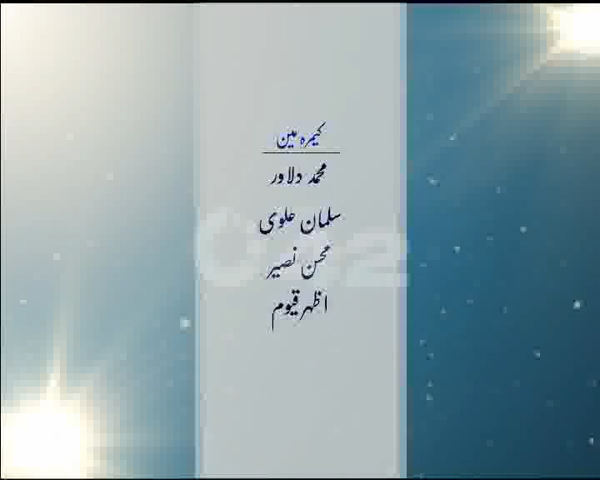 کیمرہ مین
محمد دلاور
سلمان علوی
محسن نصیر
اظہر قیوم